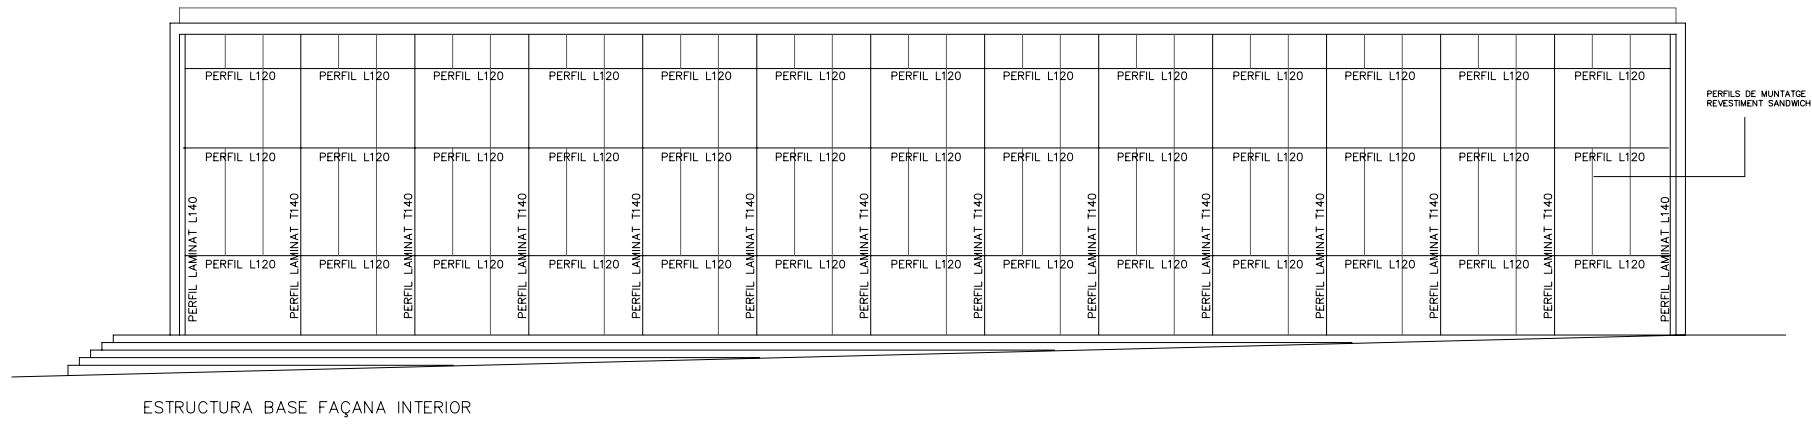 PERFIL L120 PERFIL L120 PERFIL L120 PERFIL L120 PERFIL L120 PERFIL L120 PERFIL L120 PERFIL L120 PERFIL L120 PERFIL L120 PERFIL L120 PERFIL L120 PERFIL L120
PERFILS DE MUNTATGE
REVESTIMENT SANDWICH
PERFIL L120 PERFIL L120 PERFIL L120 PERFIL L120 PERFIL L120 PERFIL L120 PERFIL L120 PERFIL L120 PERFIL L120 PERFIL L120 PERFIL L120 PERFIL L120 PERFIL L120
PERFIL LAMINAT L140
PERFIL LAMINAT T140
PERFIL LAMINAT T140
PERFIL LAMINAT T140
PERFIL LAMINAT T140
PERFIL LAMINAT T140
PERFIL LAMINAT T140
PERFIL LAMINAT T140
PERFIL LAMINAT T140
PERFIL LAMINAT T140
PERFIL LAMINAT T140
PERFIL LAMINAT T140
PERFIL LAMINAT T140
PERFIL LAMINAT L140
PERFIL L120 PERFIL L120 PERFIL L120 PERFIL L120 PERFIL L120 PERFIL L120 PERFIL L120 PERFIL L120 PERFIL L120 PERFIL L120 PERFIL L120 PERFIL L120 PERFIL L120
ESTRUCTURA BASE FAÇANA INTERIOR